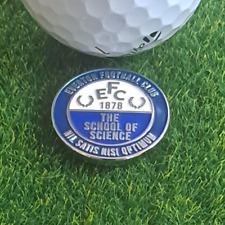 EVERTON FOOTBALL CLUB
EFC
1878
THE
SCHOOL OF
SCIENCE
NIL SATIS NISI OPTIMUM